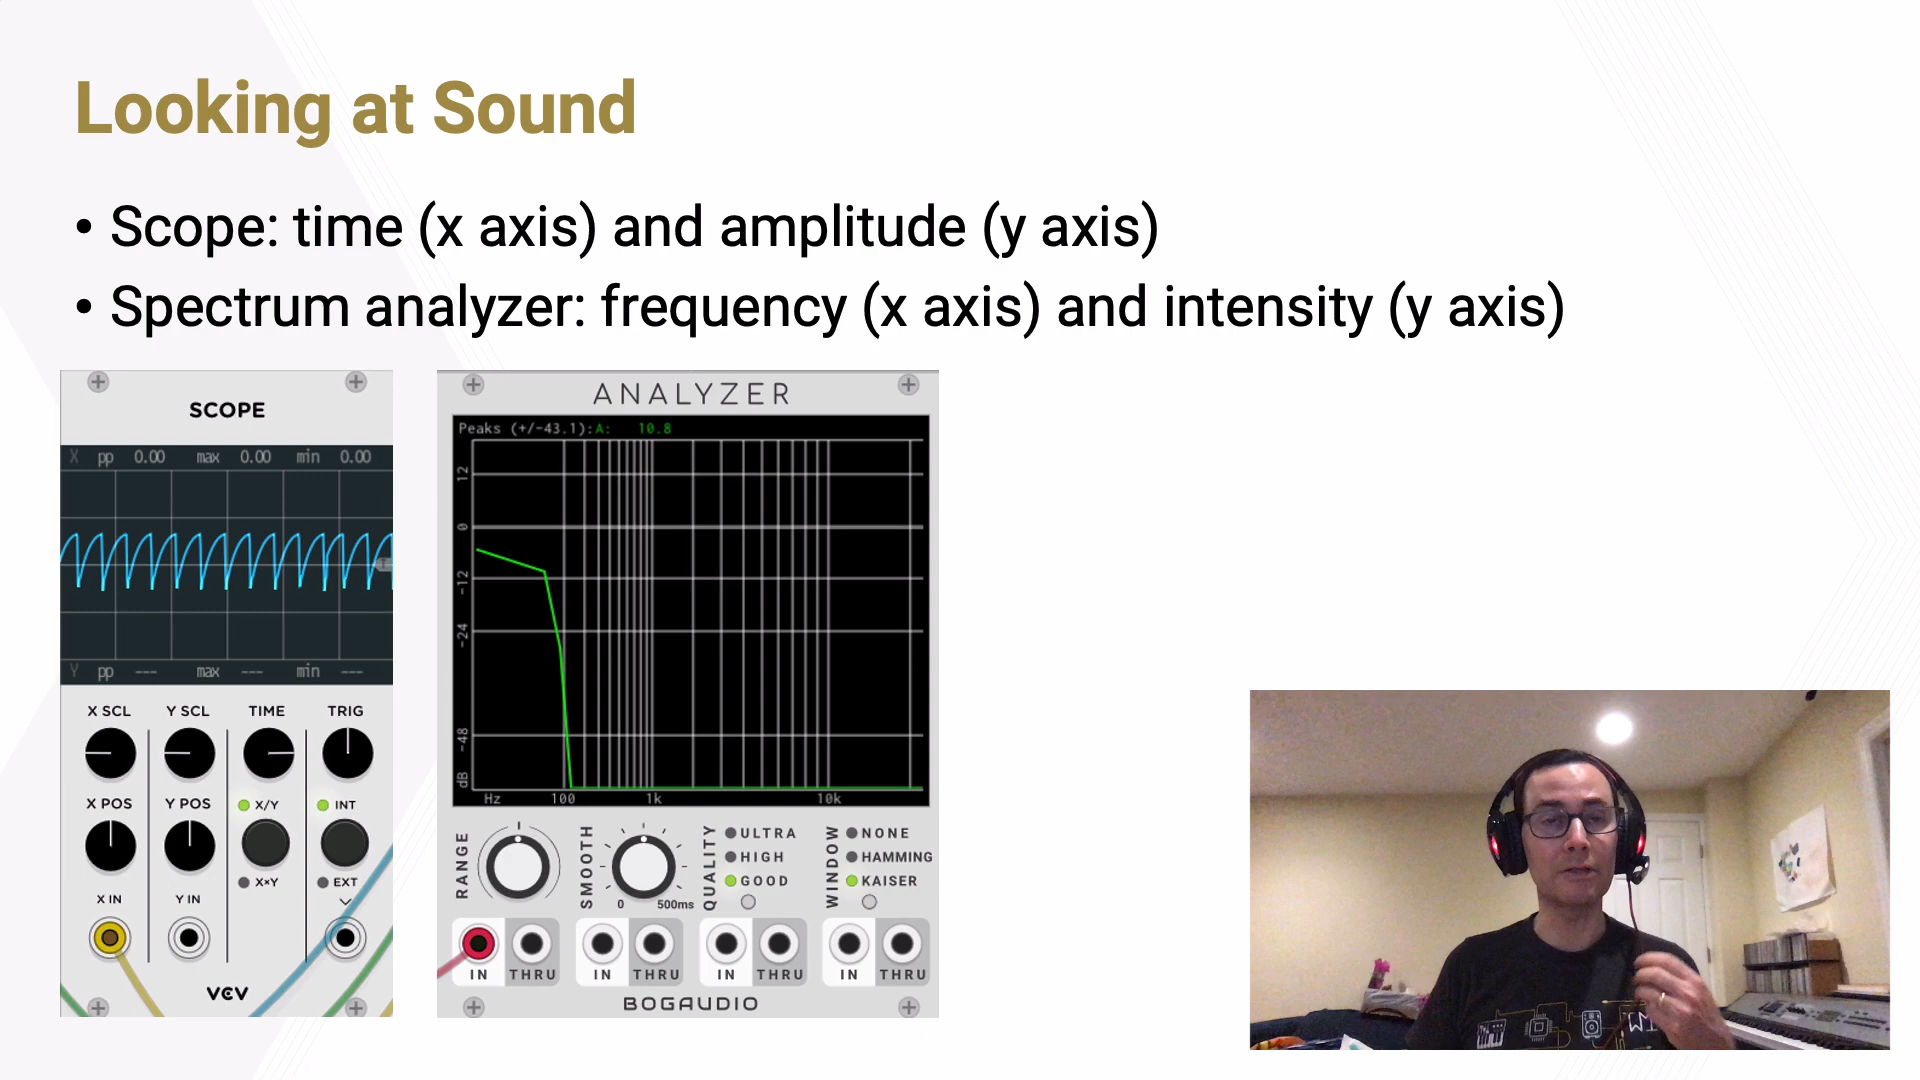 Looking at Sound
• Scope: time (x axis) and amplitude (y axis)
• Spectrum analyzer: frequency (x axis) and intensity (y axis)
SCOPE
X pp 0.00 max 0.00 min 0.00
T
Y pp --- max --- min ---
X SCL Y SCL TIME TRIG
X POS Y POS X/Y INT
X×Y EXT
X IN Y IN
VCV
ANALYZER
Peaks (+/-43.1):A: 10.8
12
0
-12
-24
-48
dB
Hz 100 1k 10k
RANGE
SMOOTH
0 500ms
QUALITY
ULTRA
HIGH
GOOD
WINDOW
NONE
HAMMING
KAISER
IN THRU IN THRU IN THRU IN THRU
BOGAUDIO